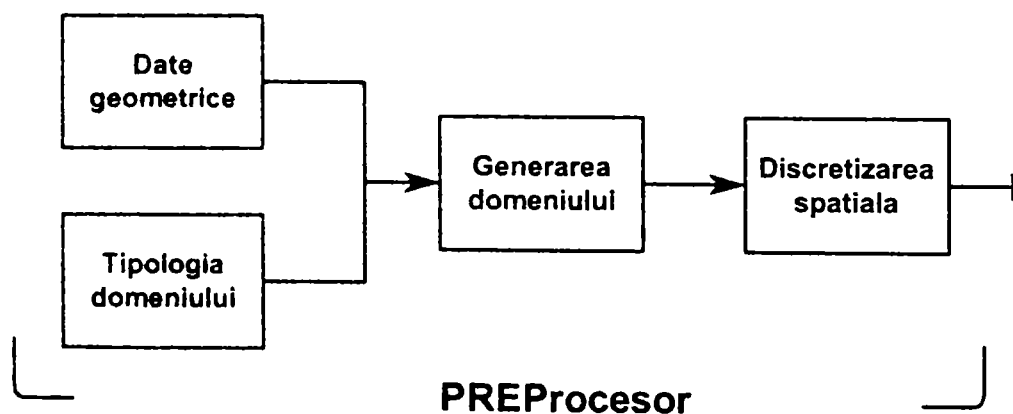 Date
geometrice
Generarea
domeniului
Discretizarea
spatiala
Tipologia
domeniului
PREProcesor